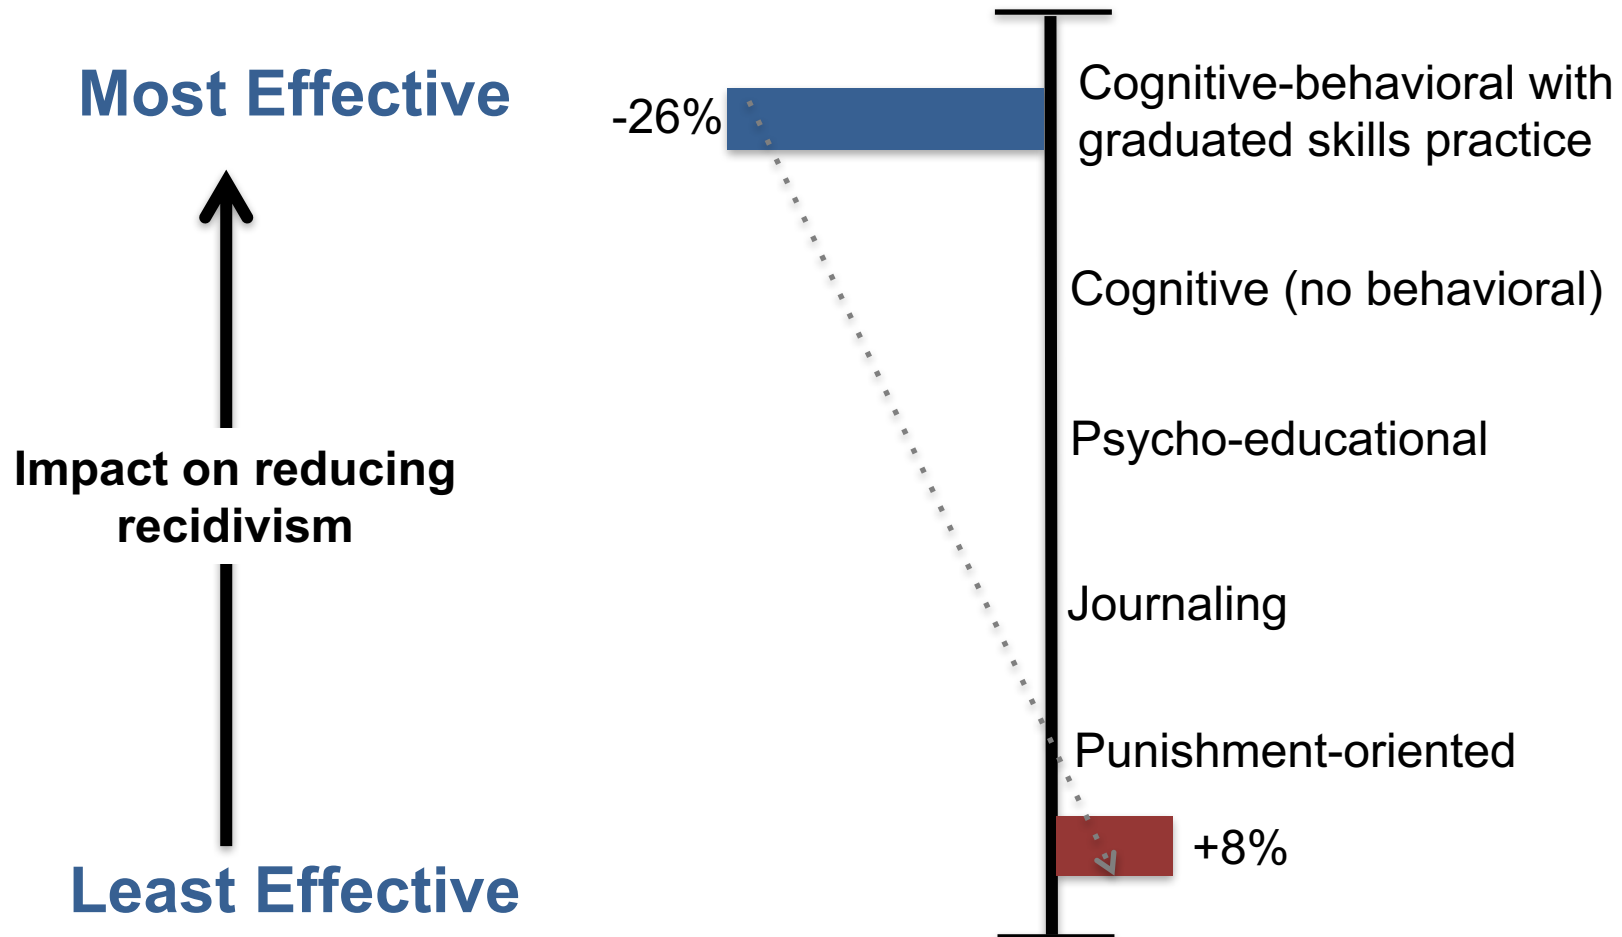 Most Effective
Impact on reducing
recidivism
Least Effective
-26%
Cognitive-behavioral with
graduated skills practice
Cognitive (no behavioral)
Psycho-educational
Journaling
Punishment-oriented
+8%